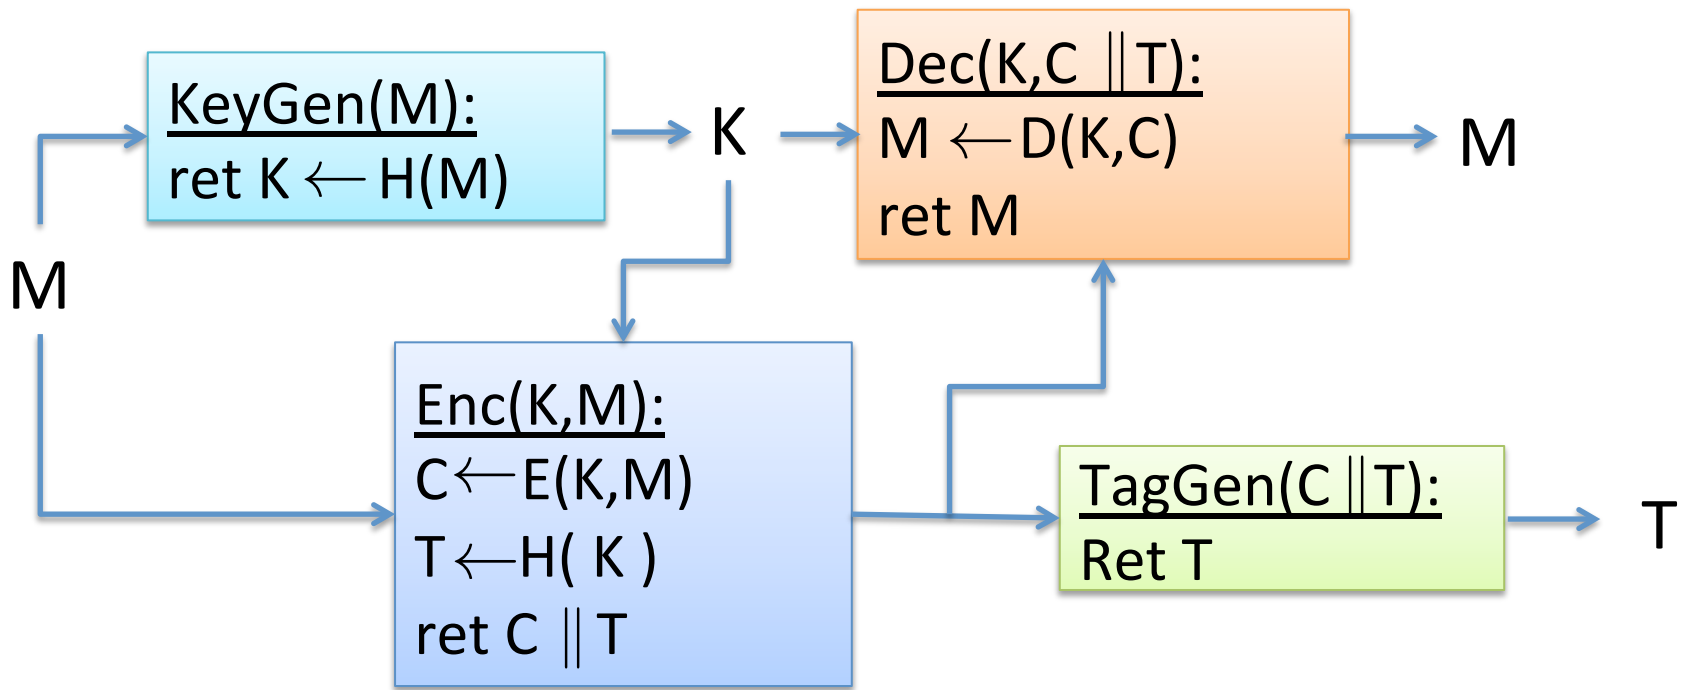 KeyGen(M):
ret K ← H(M)
K
Dec(K,C ∥ T):
M ← D(K,C)
ret M
M
M
Enc(K,M):
C ← E(K,M)
T ← H( K )
ret C ∥ T
TagGen(C ∥ T):
Ret T
T